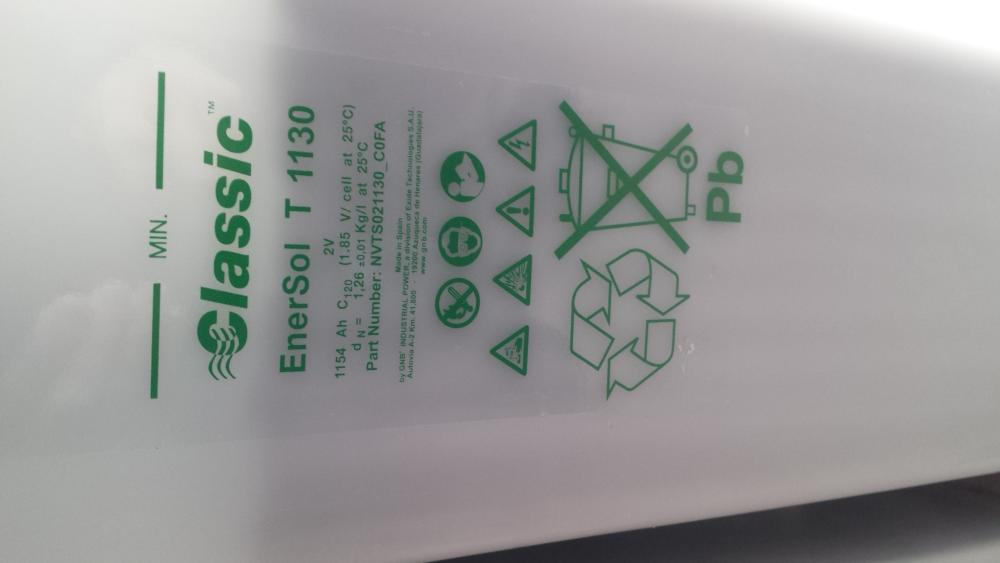 MIN.
Classic™
EnerSol T 1130
2V
1154 Ah C120 (1.85 V/ cell at 25°C)
d N = 1,26 ±0,01 Kg/l at 25°C
Part Number: NVTS021130_C0FA
Made in Spain
by GNB® INDUSTRIAL POWER, a division of Exide Technologies S.A.U.
Autovía A-2 Km. 41,800 - 19200 Azuqueca de Henares (Guadalajara)
www.gnb.com
Pb